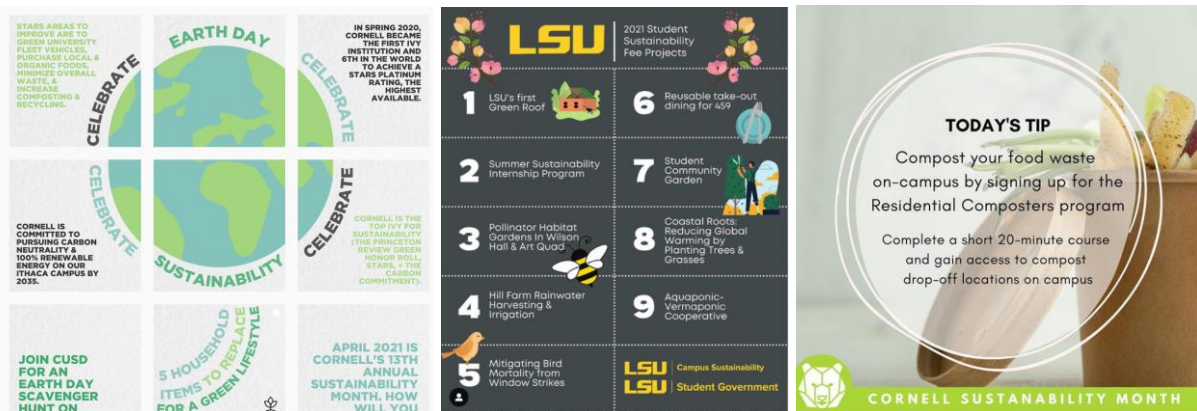 STARS AREAS TO
IMPROVE ARE TO
GREEN UNIVERSITY
FLEET VEHICLES,
PURCHASE LOCAL &
ORGANIC FOODS,
MINIMIZE OVERALL
WASTE, &
INCREASE
COMPOSTING &
RECYCLING.
CELEBRATE
EARTH DAY
CELEBRATE
IN SPRING 2020,
CORNELL BECAME
THE FIRST IVY
INSTITUTION AND
6TH IN THE WORLD
TO ACHIEVE A
STARS PLATINUM
RATING, THE
HIGHEST
AVAILABLE.
CELEBRATE
CORNELL IS
COMMITTED TO
PURSUING CARBON
NEUTRALITY &
100% RENEWABLE
ENERGY ON OUR
ITHACA CAMPUS BY
2035.
SUSTAINABILITY
CELEBRATE
CORNELL IS THE
TOP IVY FOR
SUSTAINABILITY
(THE PRINCETON
REVIEW GREEN
HONOR ROLL,
STARS, + THE
CARBON
COMMITMENT).
JOIN CUSD
FOR AN
EARTH DAY
SCAVENGER
HUNT ON
5 HOUSEHOLD
ITEMS TO REPLACE
FOR A GREEN LIFESTYLE
APRIL 2021 IS
CORNELL'S 13TH
ANNUAL
SUSTAINABILITY
MONTH. HOW
WILL YOU
LSU
2021 Student
Sustainability
Fee Projects
1 LSU's first
Green Roof
2 Summer Sustainability
Internship Program
3 Pollinator Habitat
Gardens In Wilson
Hall & Art Quad
4 Hill Farm Rainwater
Harvesting &
Irrigation
5 Mitigating Bird
Mortality from
Window Strikes
6 Reusable take-out
dining for 459
7 Student
Community
Garden
8 Coastal Roots:
Reducing Global
Warming by
Planting Trees &
Grasses
9 Aquaponic-
Vermaponic
Cooperative
LSU Campus Sustainability
LSU Student Government
TODAY'S TIP
Compost your food waste
on-campus by signing up for the
Residential Composters program
Complete a short 20-minute course
and gain access to compost
drop-off locations on campus
CORNELL SUSTANABILITY MONTH